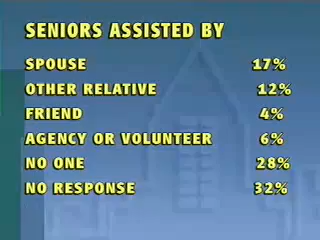 SENIORS ASSISTED BY
SPOUSE 17%
OTHER RELATIVE 12%
FRIEND 4%
AGENCY OR VOLUNTEER 6%
NO ONE 28%
NO RESPONSE 32%